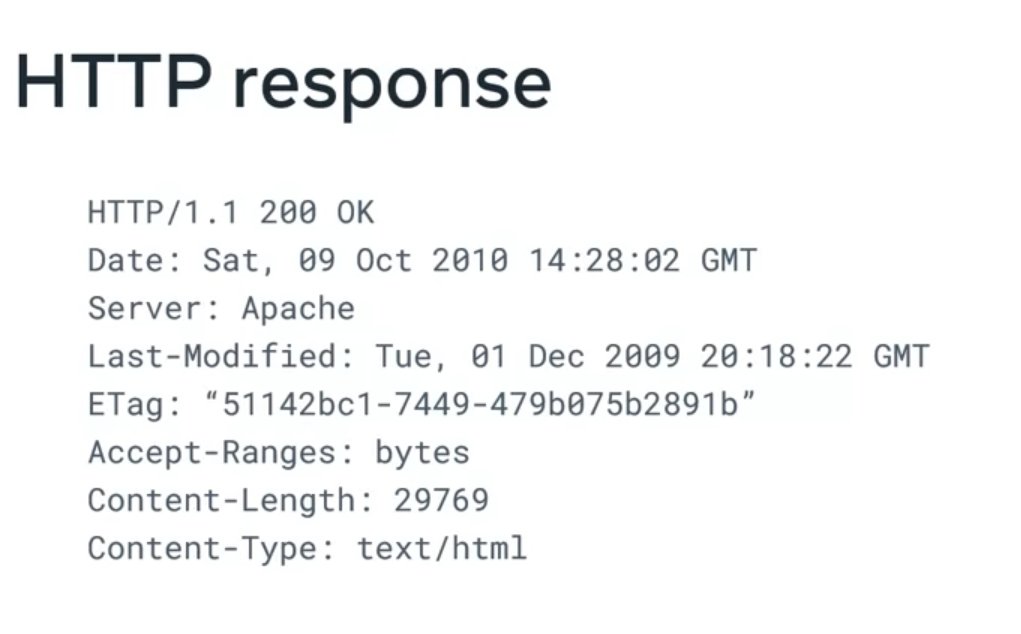 HTTP response
HTTP/1.1 200 OK
Date: Sat, 09 Oct 2010 14:28:02 GMT
Server: Apache
Last-Modified: Tue, 01 Dec 2009 20:18:22 GMT
ETag: “51142bc1-7449-479b075b2891b”
Accept-Ranges: bytes
Content-Length: 29769
Content-Type: text/html